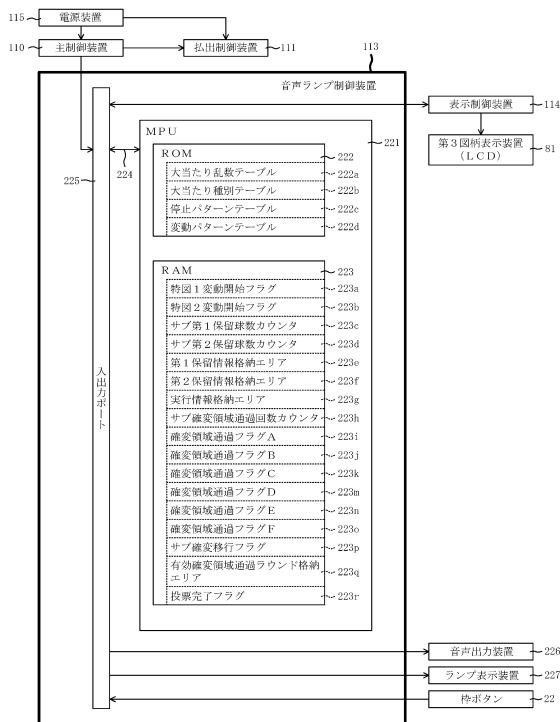 115
電源装置
110
主制御装置
払出制御装置
111
113
音声ランプ制御装置
表示制御装置
114
第3図柄表示装置
(LCD)
81
MPU
221
225
224
入出力ポート
ROM
222
大当たり乱数テーブル
222a
大当たり種別テーブル
222b
停止パターンテーブル
222c
変動パターンテーブル
222d
RAM
223
特図1変動開始フラグ
223a
特図2変動開始フラグ
223b
サブ第1保留球数カウンタ
223c
サブ第2保留球数カウンタ
223d
第1保留情報格納エリア
223e
第2保留情報格納エリア
223f
実行情報格納エリア
223g
サブ確変領域通過回数カウンタ
223h
確変領域通過フラグA
223i
確変領域通過フラグB
223j
確変領域通過フラグC
223k
確変領域通過フラグD
223m
確変領域通過フラグE
223n
確変領域通過フラグF
223o
サブ確変移行フラグ
223p
有効確変領域通過ラウンド格納
エリア
223q
投票完了フラグ
223r
音声出力装置
226
ランプ表示装置
227
枠ボタン
22